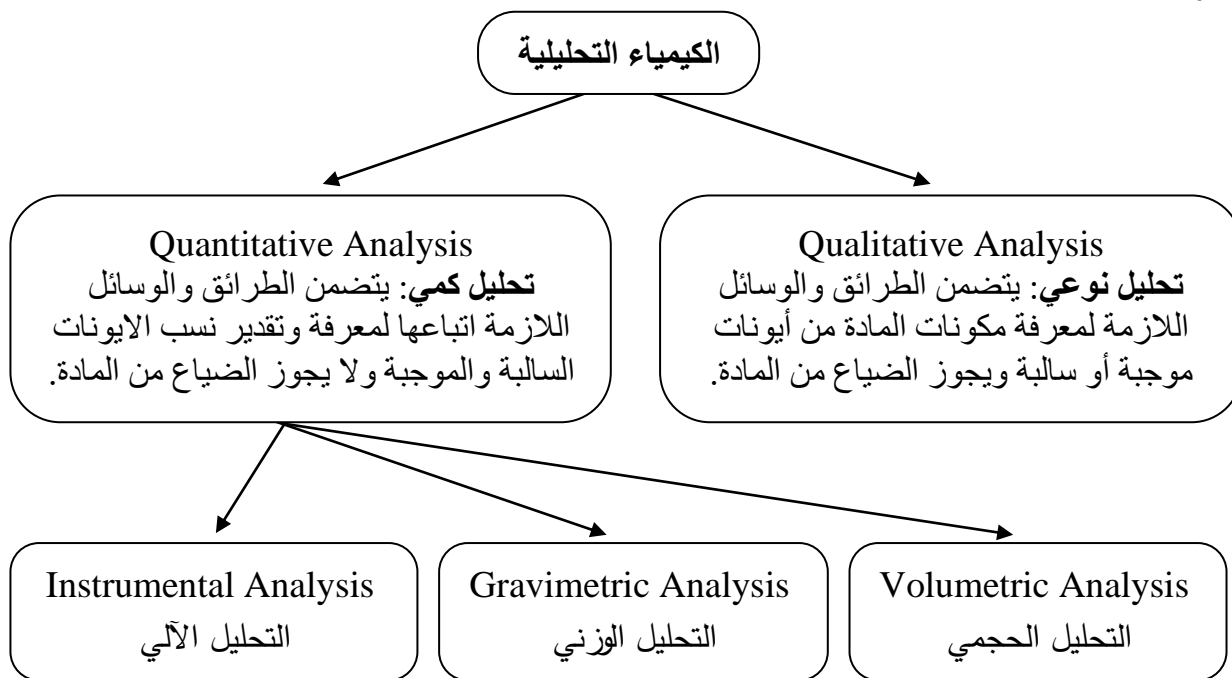 الكيمياء التحليلية
Qualitative Analysis
تحليل نوعي: يتضمن الطرائق والوسائل
اللازمة لمعرفة مكونات المادة من أيونات
موجبة أو سالبة ويجوز الضياع من المادة.
Quantitative Analysis
تحليل كمي: يتضمن الطرائق والوسائل
اللازمة اتباعها لمعرفة وتقدير نسب الايونات
السالبة والموجبة ولا يجوز الضياع من المادة.
Volumetric Analysis
التحليل الحجمي
Gravimetric Analysis
التحليل الوزني
Instrumental Analysis
التحليل الآلي